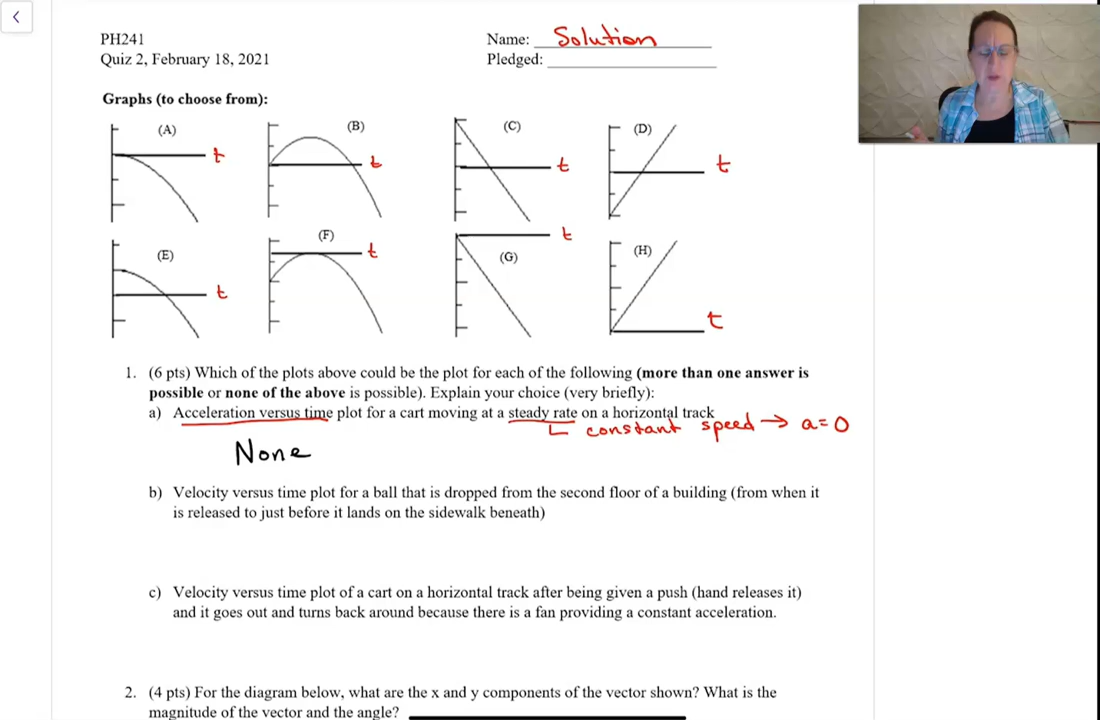 PH241
Name: Solution
Quiz 2, February 18, 2021
Pledged:
Graphs (to choose from):
(A)
(B)
(C)
(D)
t
t
t
t
(E)
(F)
(G)
(H)
t
t
t
t
1. (6 pts) Which of the plots above could be the plot for each of the following (more than one answer is
possible or none of the above is possible). Explain your choice (very briefly):
a) Acceleration versus time plot for a cart moving at a steady rate on a horizontal track
constant speed → a=0
None
b) Velocity versus time plot for a ball that is dropped from the second floor of a building (from when it
is released to just before it lands on the sidewalk beneath)
c) Velocity versus time plot of a cart on a horizontal track after being given a push (hand releases it)
and it goes out and turns back around because there is a fan providing a constant acceleration.
2. (4 pts) For the diagram below, what are the x and y components of the vector shown? What is the
magnitude of the vector and the angle?